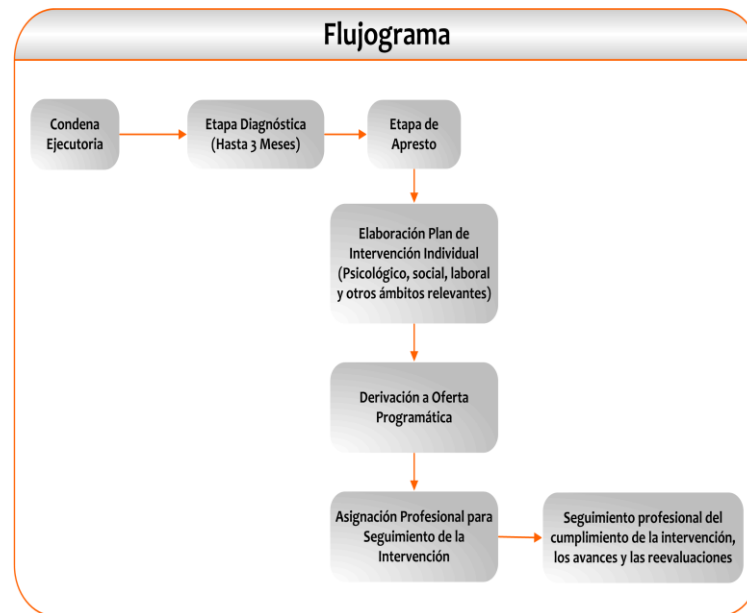 Flujograma
Condena
Ejecutoria
Etapa Diagnóstica
(Hasta 3 Meses)
Etapa de
Apresto
Elaboración Plan de
Intervención Individual
(Psicológico, social, laboral
y otros ámbitos relevantes)
Derivación a Oferta
Programática
Asignación Profesional para
Seguimiento de la
Intervención
Seguimiento profesional del
cumplimiento de la intervención,
los avances y las reevaluaciones